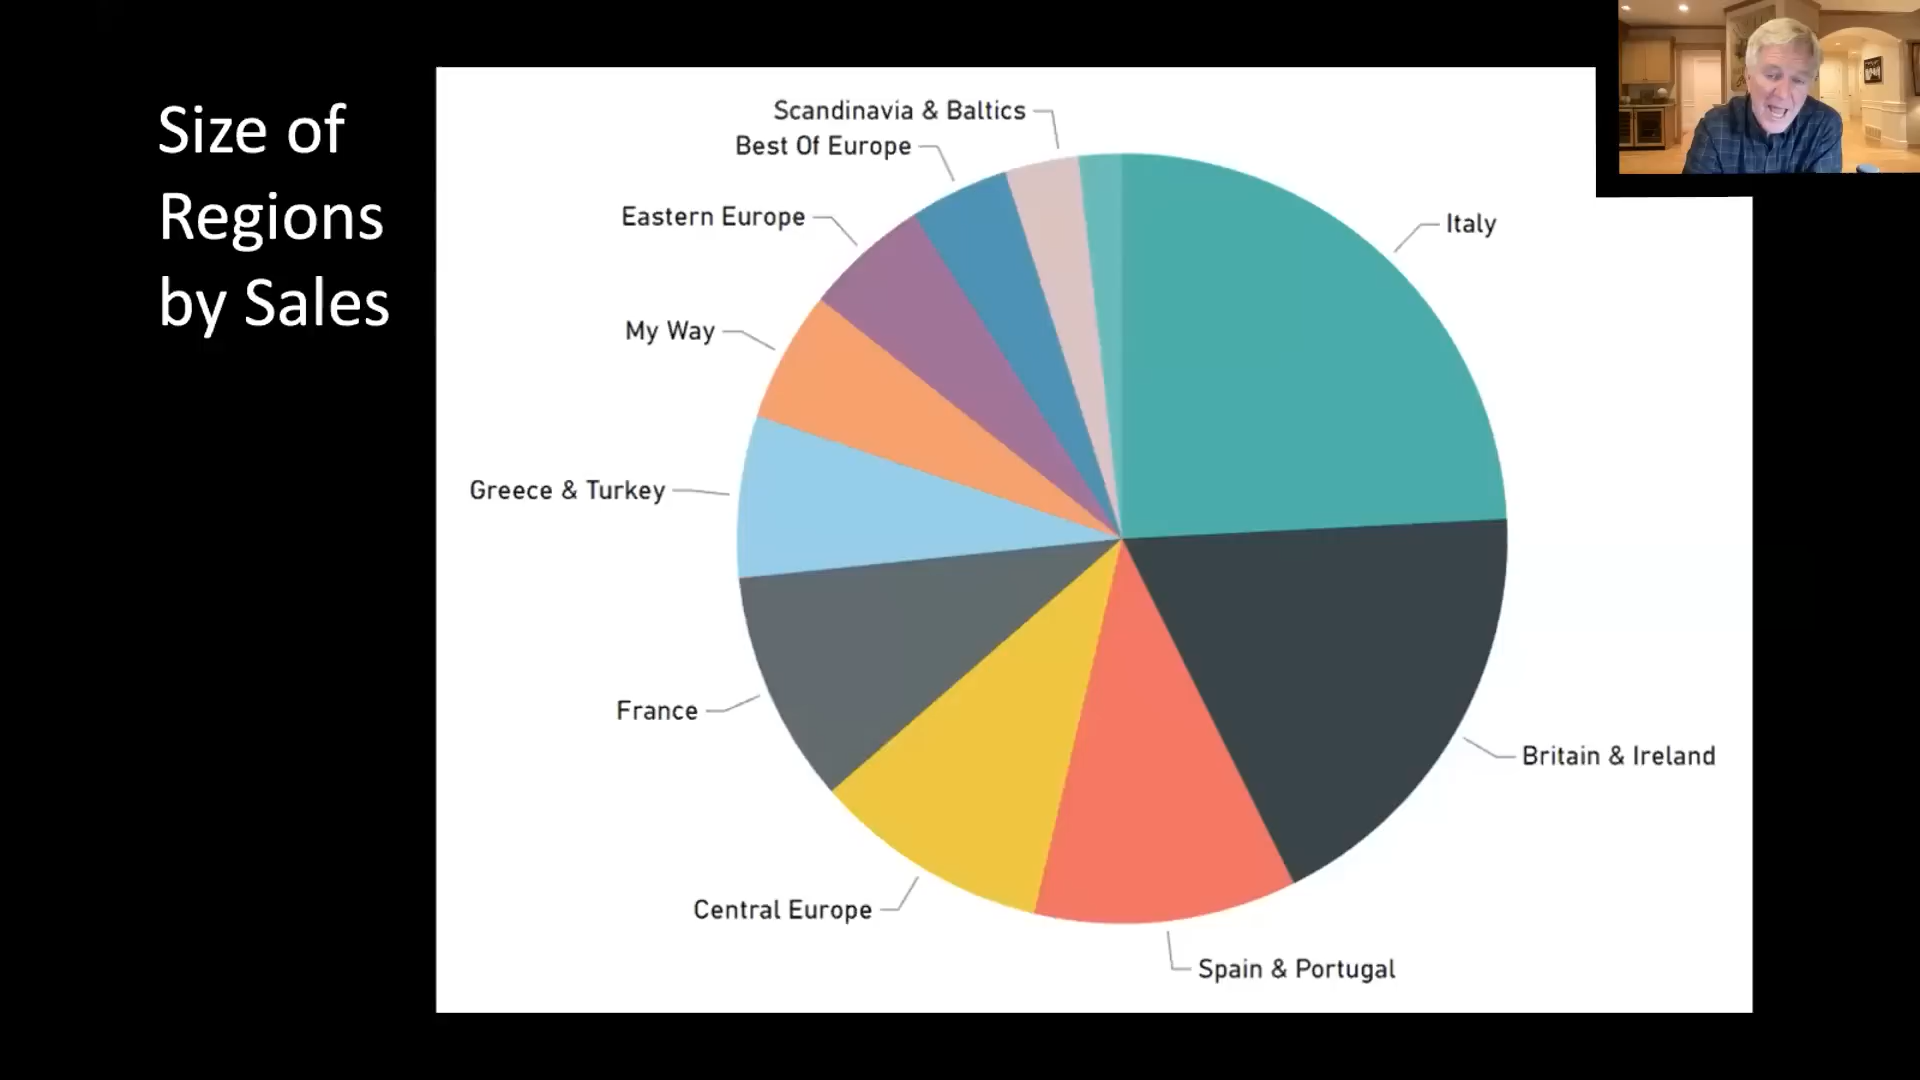 Size of
Regions
by Sales
Scandinavia & Baltics
Best Of Europe
Eastern Europe
Italy
My Way
Greece & Turkey
France
Britain & Ireland
Central Europe
Spain & Portugal